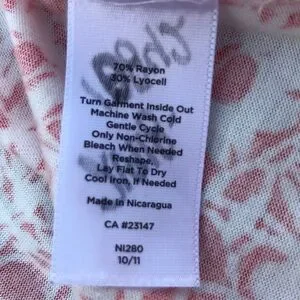 70% Rayon
30% Lyocell
Turn Garment Inside Out
Machine Wash Cold
Gentle Cycle
Only Non-Chlorine
Bleach When Needed
Reshape,
Lay Flat To Dry
Cool Iron, If Needed
Made In Nicaragua
CA #23147
NI280
10/11